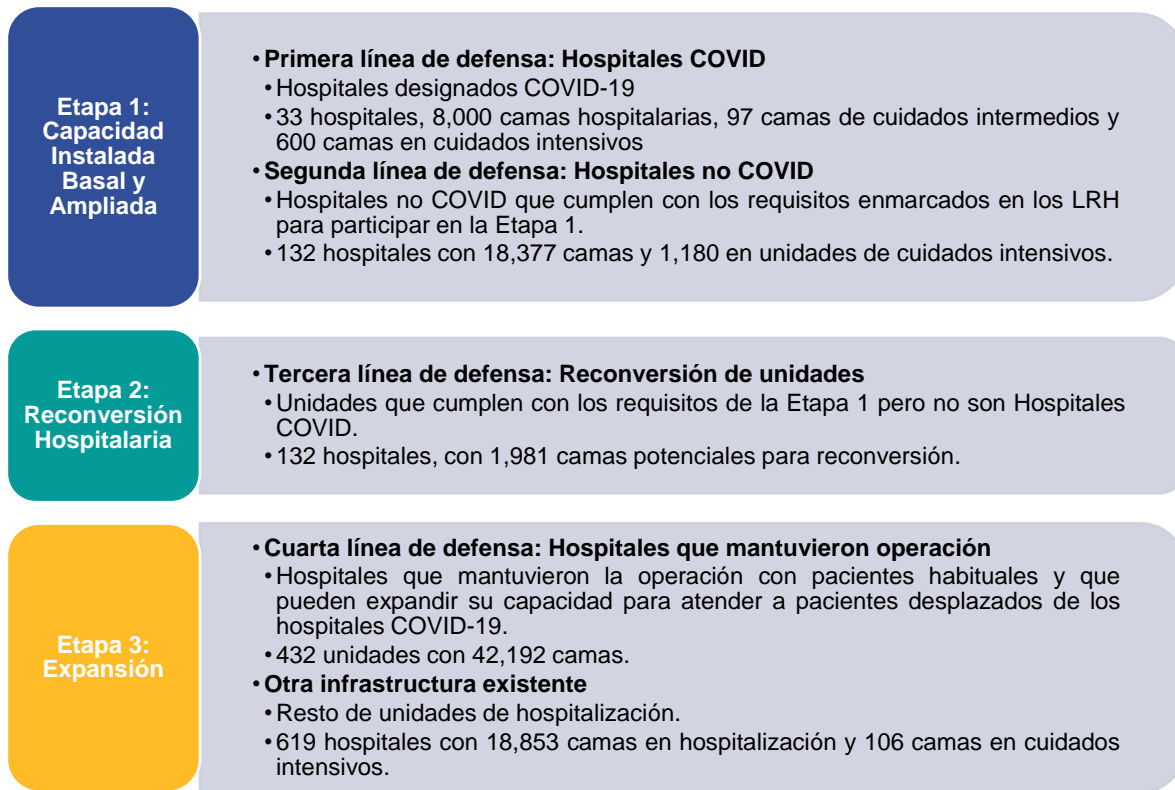 Etapa 1:
Capacidad
Instalada
Basal y
Ampliada
•Primera línea de defensa: Hospitales COVID
•Hospitales designados COVID-19
•33 hospitales, 8,000 camas hospitalarias, 97 camas de cuidados intermedios y
600 camas en cuidados intensivos
•Segunda línea de defensa: Hospitales no COVID
•Hospitales no COVID que cumplen con los requisitos enmarcados en los LRH
para participar en la Etapa 1.
•132 hospitales con 18,377 camas y 1,180 en unidades de cuidados intensivos.
Etapa 2:
Reconversión
Hospitalaria
•Tercera línea de defensa: Reconversión de unidades
•Unidades que cumplen con los requisitos de la Etapa 1 pero no son Hospitales
COVID.
•132 hospitales, con 1,981 camas potenciales para reconversión.
Etapa 3:
Expansión
•Cuarta línea de defensa: Hospitales que mantuvieron operación
•Hospitales que mantuvieron la operación con pacientes habituales y que
pueden expandir su capacidad para atender a pacientes desplazados de los
hospitales COVID-19.
•432 unidades con 42,192 camas.
•Otra infrastructura existente
•Resto de unidades de hospitalización.
•619 hospitales con 18,853 camas en hospitalización y 106 camas en cuidados
intensivos.